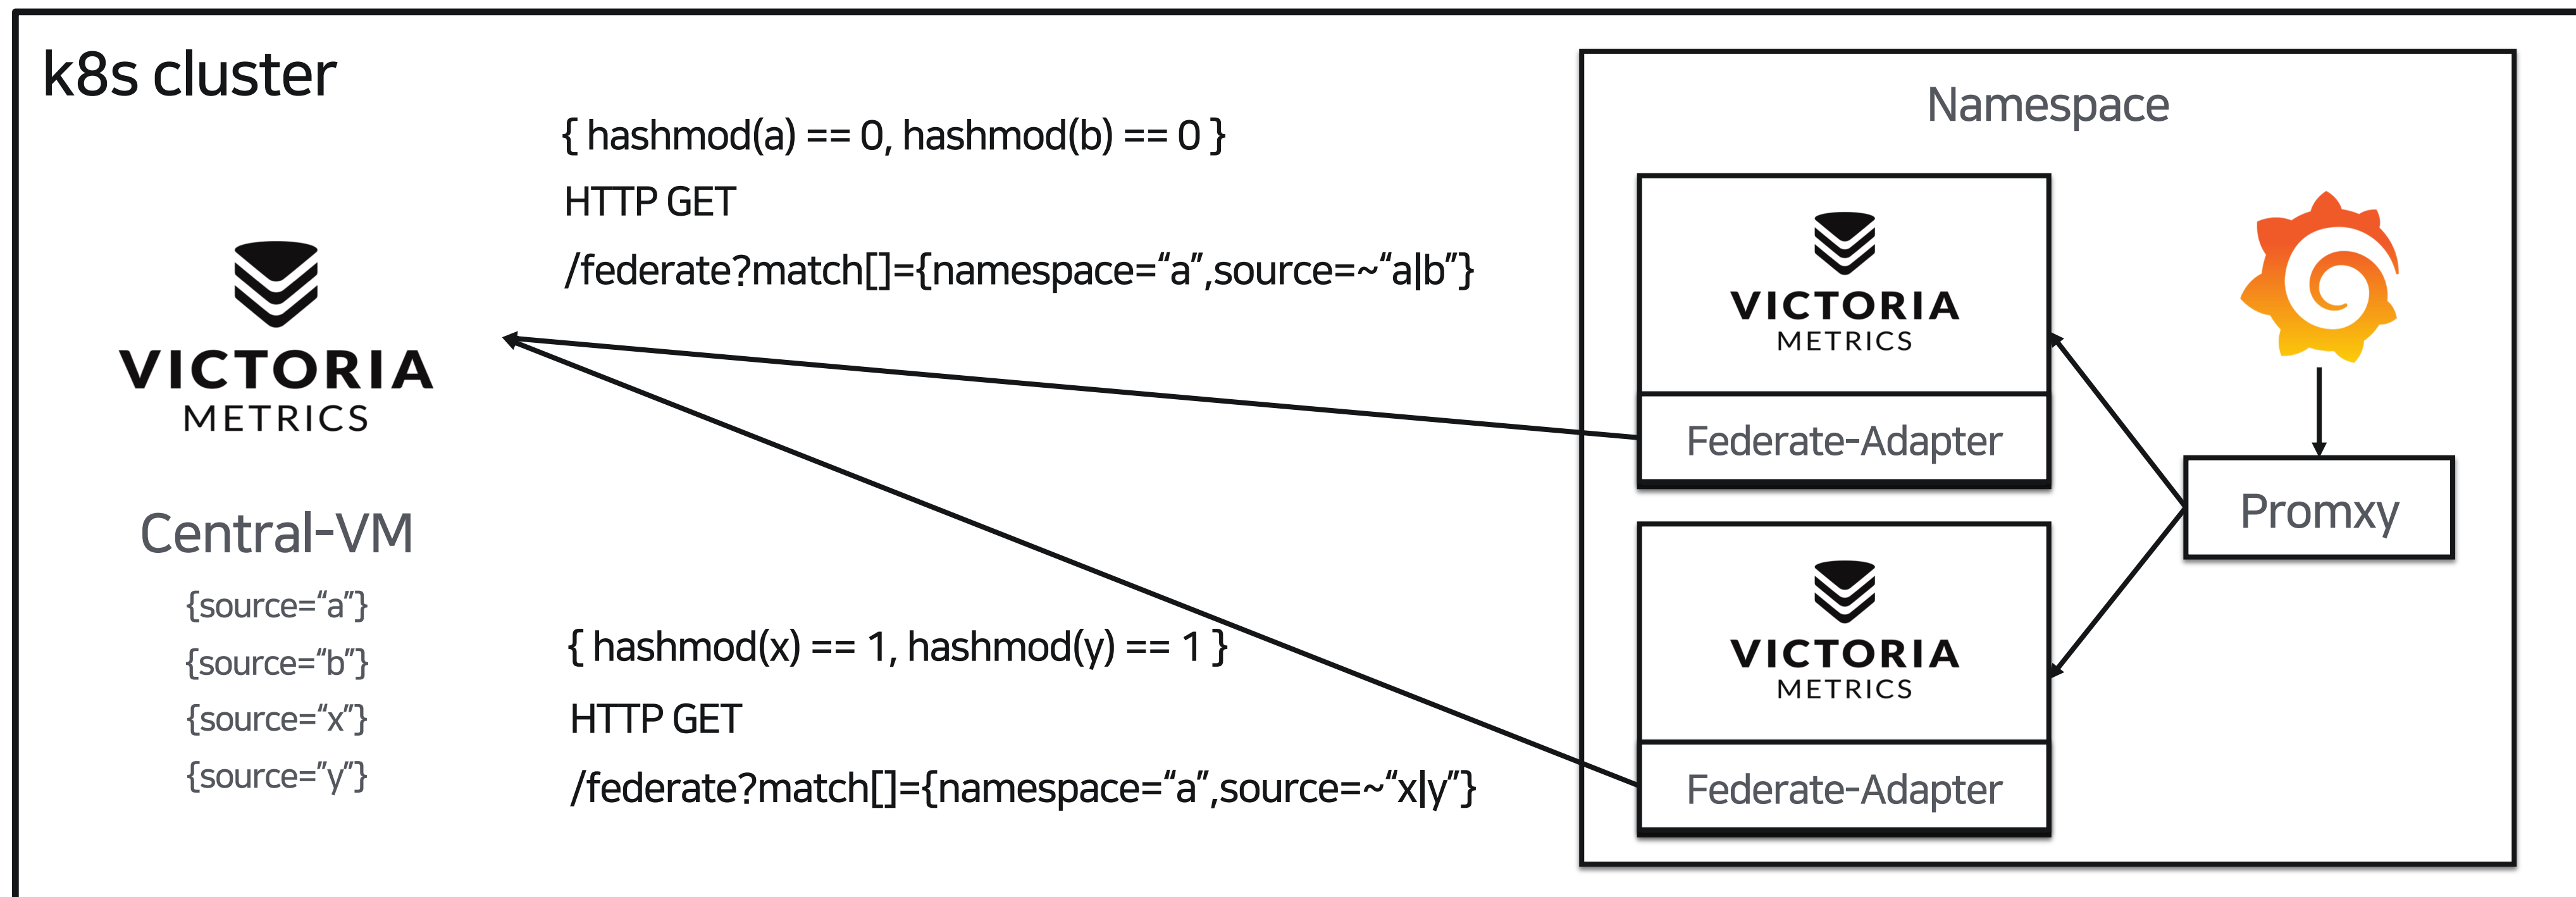 k8s cluster
{ hashmod(a) == 0, hashmod(b) == 0 }
HTTP GET
/federate?match[]={namespace=“a”,source=~“a|b”}
VICTORIA
METRICS
Central-VM
{source=“a”}
{source=“b”}
{source=“x”}
{source=”y”}
{ hashmod(x) == 1, hashmod(y) == 1 }
HTTP GET
/federate?match[]={namespace=“a”,source=~“x|y”}
Namespace
VICTORIA
METRICS
Federate-Adapter
VICTORIA
METRICS
Federate-Adapter
Promxy